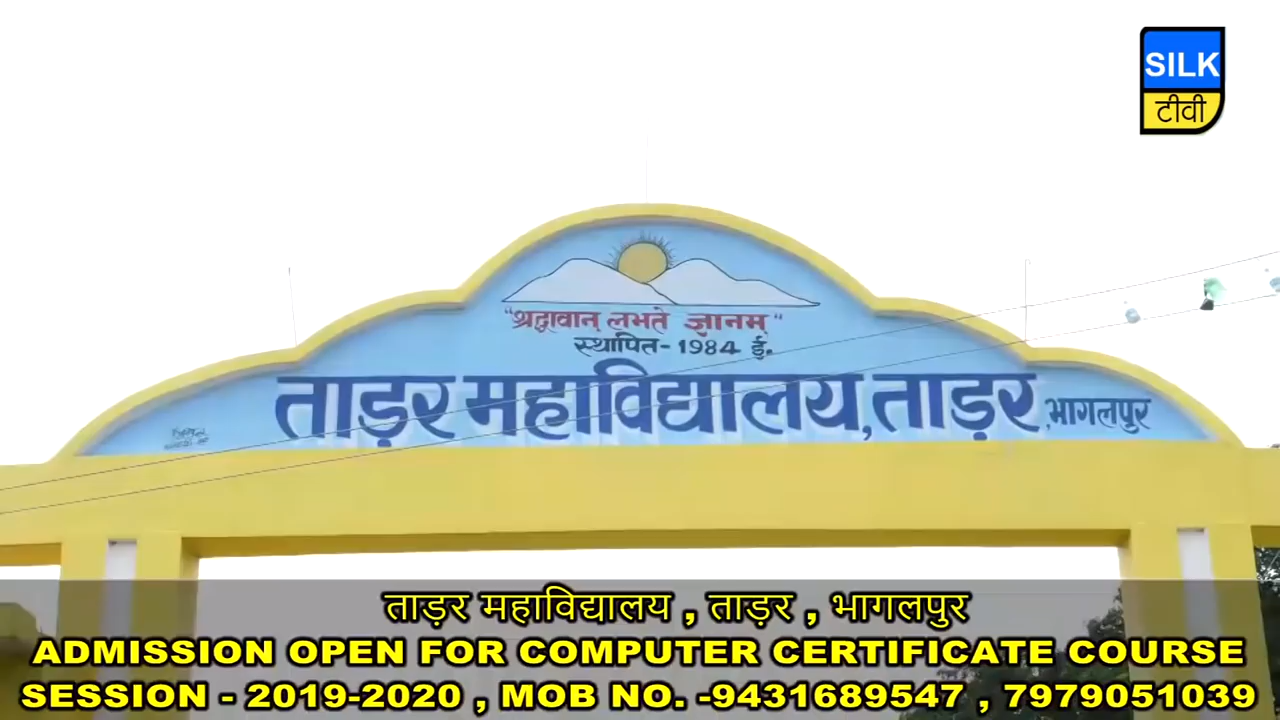 SILK
टीवी
"श्रद्धावान् लभते ज्ञानम्"
स्थापित-1984 ई.
ताड़र महाविद्यालय,ताड़र,भागलपुर
ताड़र महाविद्यालय , ताड़र , भागलपुर
ADMISSION OPEN FOR COMPUTER CERTIFICATE COURSE
SESSION - 2019-2020 , MOB NO. -9431689547 , 7979051039